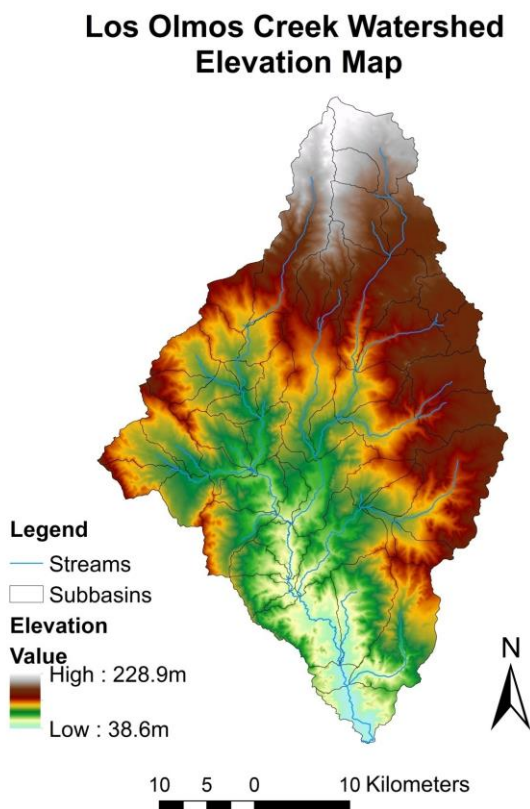 Los Olmos Creek Watershed
Elevation Map
Legend
Streams
Subbasins
Elevation
Value
High : 228.9m
Low : 38.6m
N
10 5 0 10 Kilometers